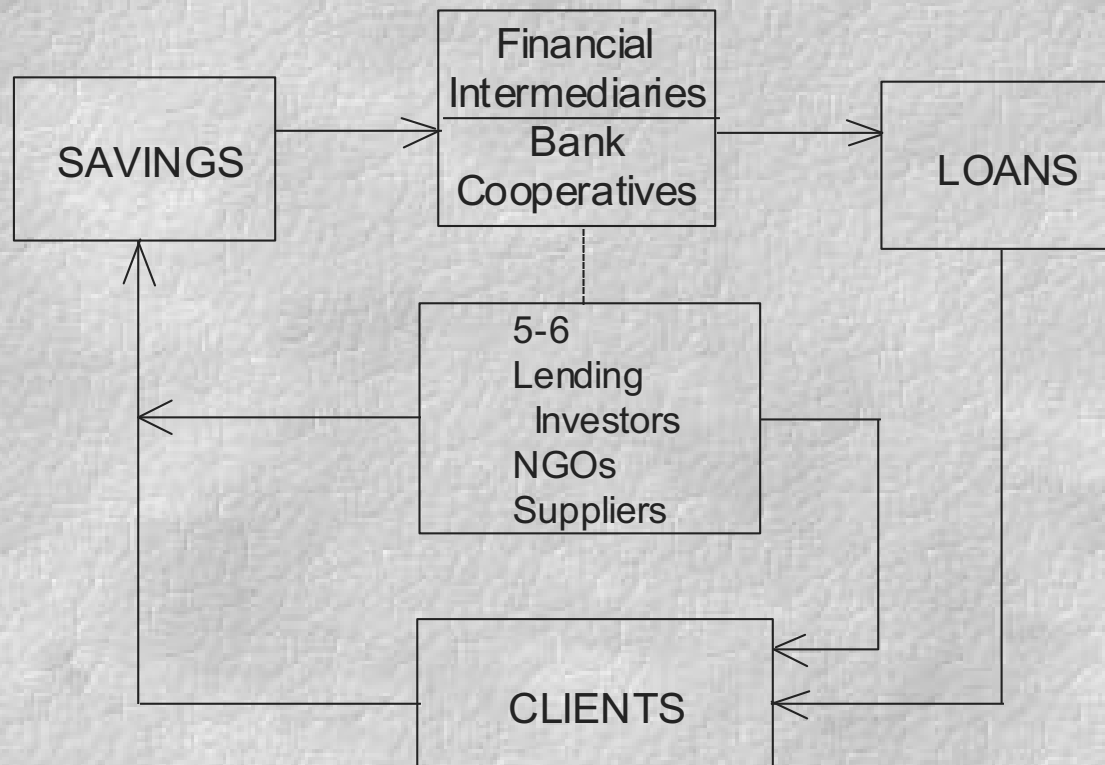 Financial
Intermediaries
Bank
Cooperatives
SAVINGS
LOANS
5-6
Lending
Investors
NGOs
Suppliers
CLIENTS